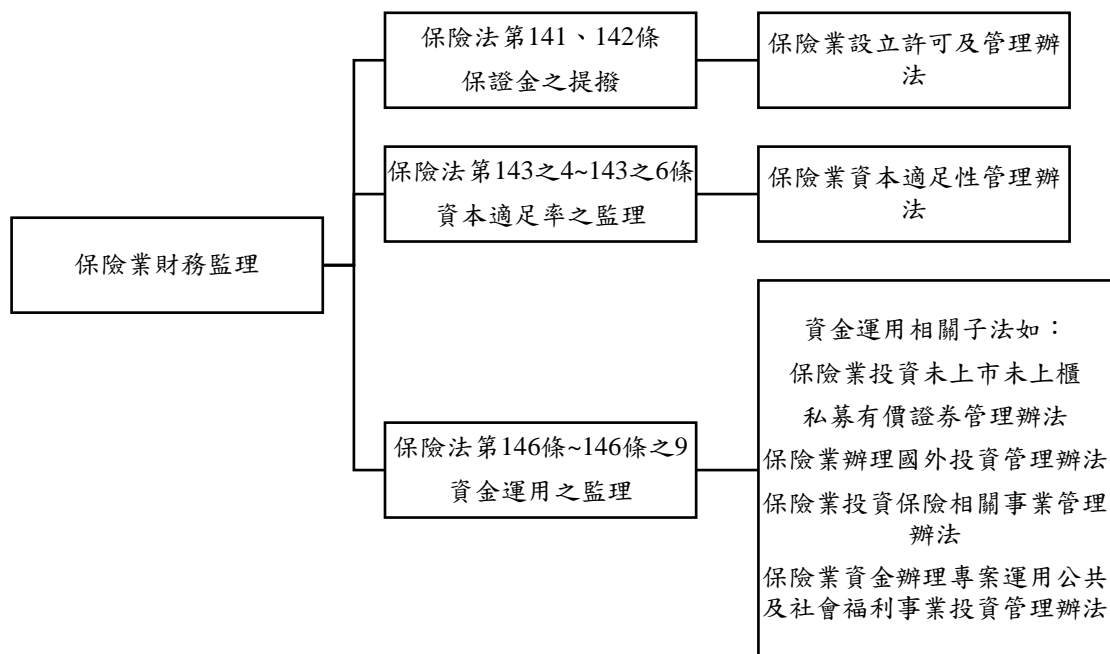 保險業財務監理
保險法第141、142條
保證金之提撥
保險業設立許可及管理辦
法
保險法第143之4~143之6條
資本適足率之監理
保險業資本適足性管理辦
法
保險法第146條~146條之9
資金運用之監理
資金運用相關子法如：
保險業投資未上市未上櫃
私募有價證券管理辦法
保險業辦理國外投資管理辦法
保險業投資保險相關事業管理
辦法
保險業資金辦理專案運用公共
及社會福利事業投資管理辦法